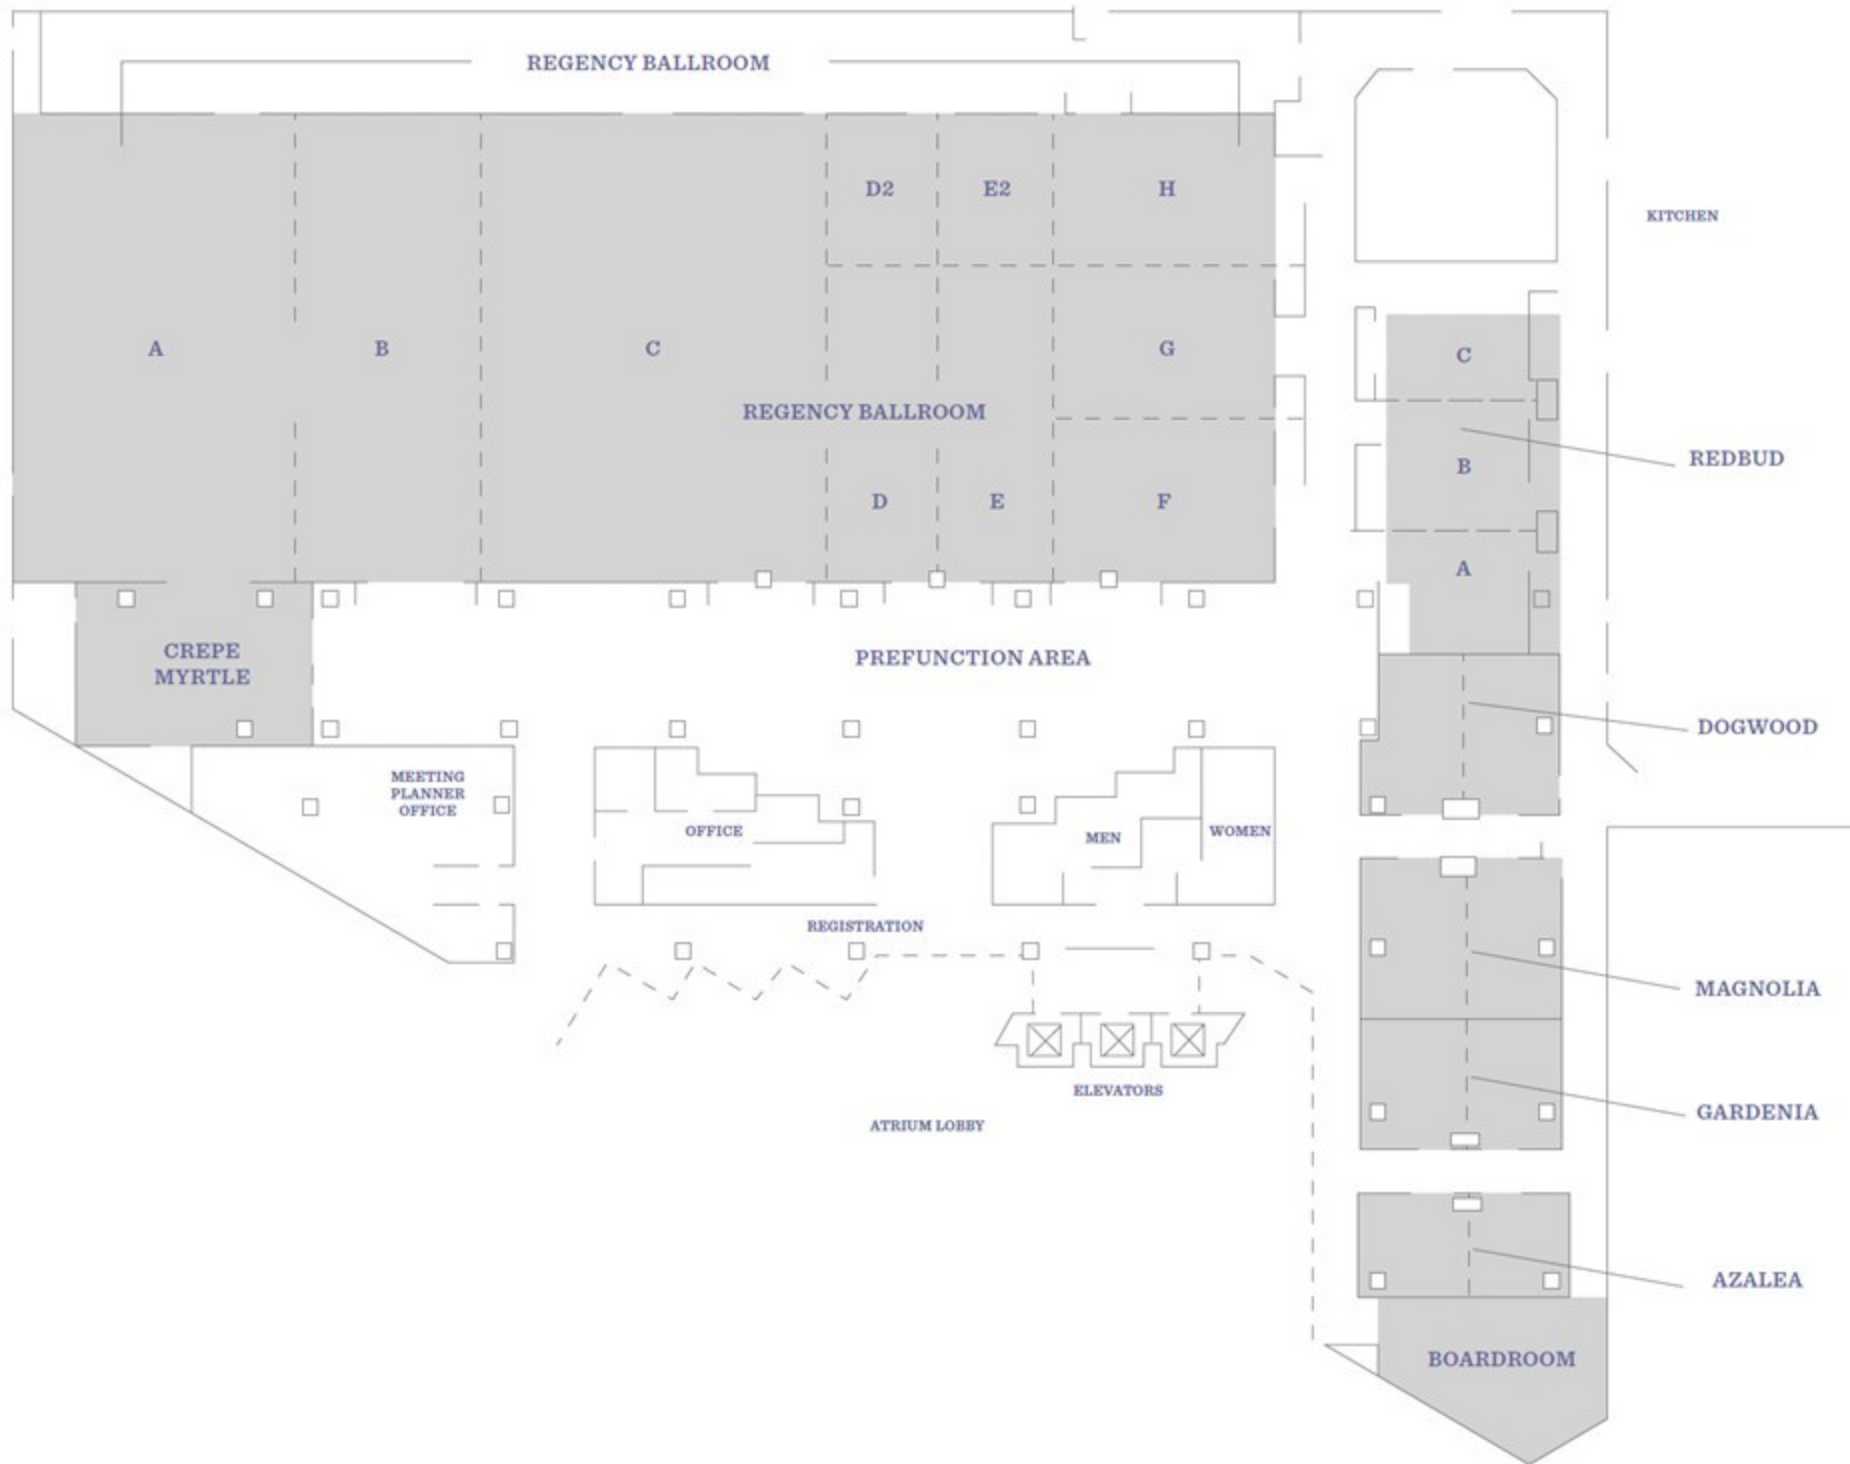 REGENCY BALLROOM
D2
E2
H
KITCHEN
A
B
C
G
C
REGENCY BALLROOM
REDBUD
B
D
E
F
A
CREPE
MYRTLE
PREFUNCTION AREA
DOGWOOD
MEETING
PLANNER
OFFICE
OFFICE
MEN
WOMEN
REGISTRATION
MAGNOLIA
ELEVATORS
GARDENIA
ATRIUM LOBBY
AZALEA
BOARDROOM